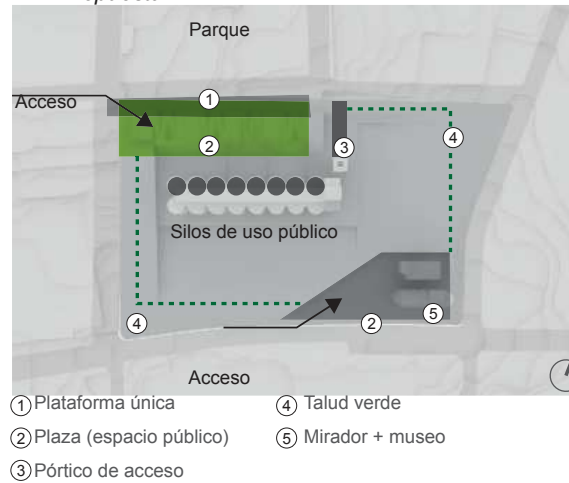 Parque
Acceso
1
2
3
4
Silos de uso público
4
2
5
Acceso
1 Plataforma única
2 Plaza (espacio público)
3 Pórtico de acceso
4 Talud verde
5 Mirador + museo